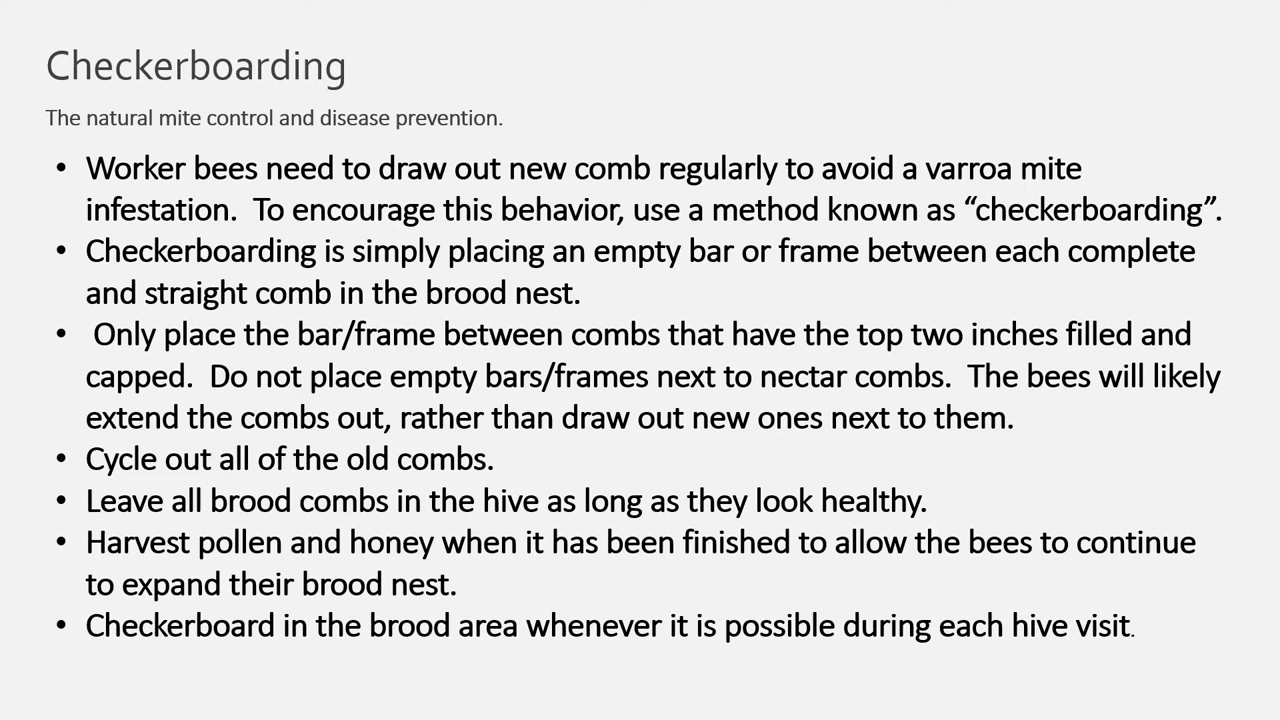 Checkerboarding
The natural mite control and disease prevention.
• Worker bees need to draw out new comb regularly to avoid a varroa mite
infestation.  To encourage this behavior, use a method known as “checkerboarding”.
• Checkerboarding is simply placing an empty bar or frame between each complete
and straight comb in the brood nest.
•  Only place the bar/frame between combs that have the top two inches filled and
capped.  Do not place empty bars/frames next to nectar combs.  The bees will likely
extend the combs out, rather than draw out new ones next to them.
• Cycle out all of the old combs.
• Leave all brood combs in the hive as long as they look healthy.
• Harvest pollen and honey when it has been finished to allow the bees to continue
to expand their brood nest.
• Checkerboard in the brood area whenever it is possible during each hive visit.